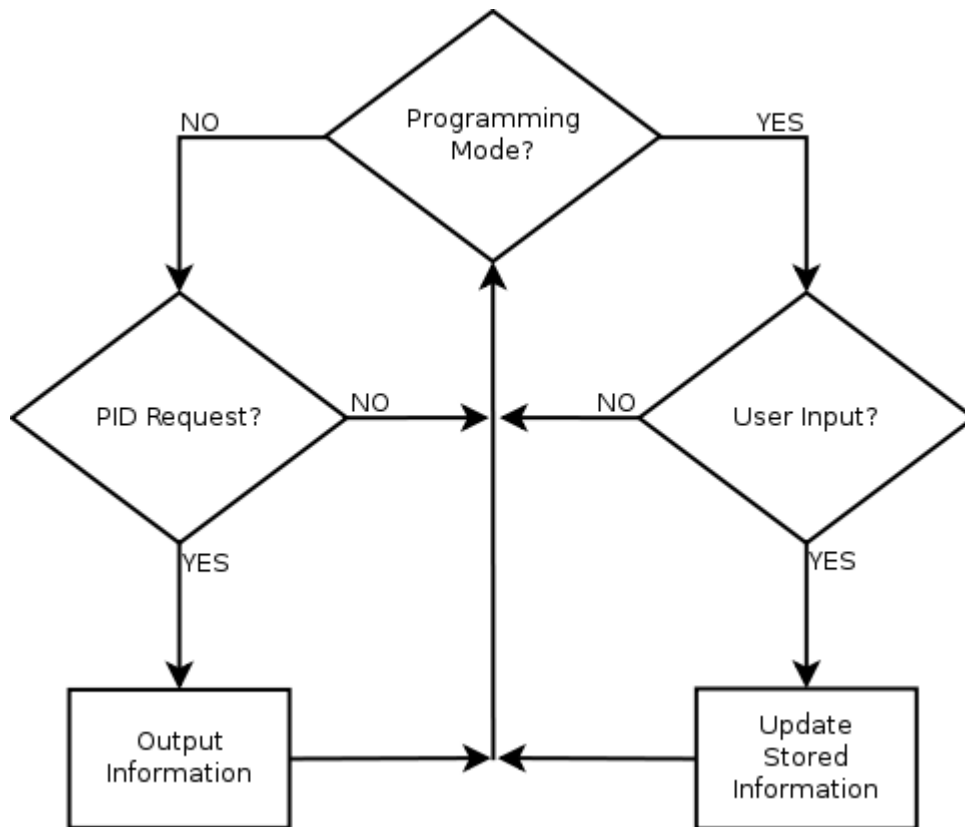 Programming
Mode?
NO
YES
PID Request?
NO
NO
User Input?
YES
YES
Output
Information
Update
Stored
Information